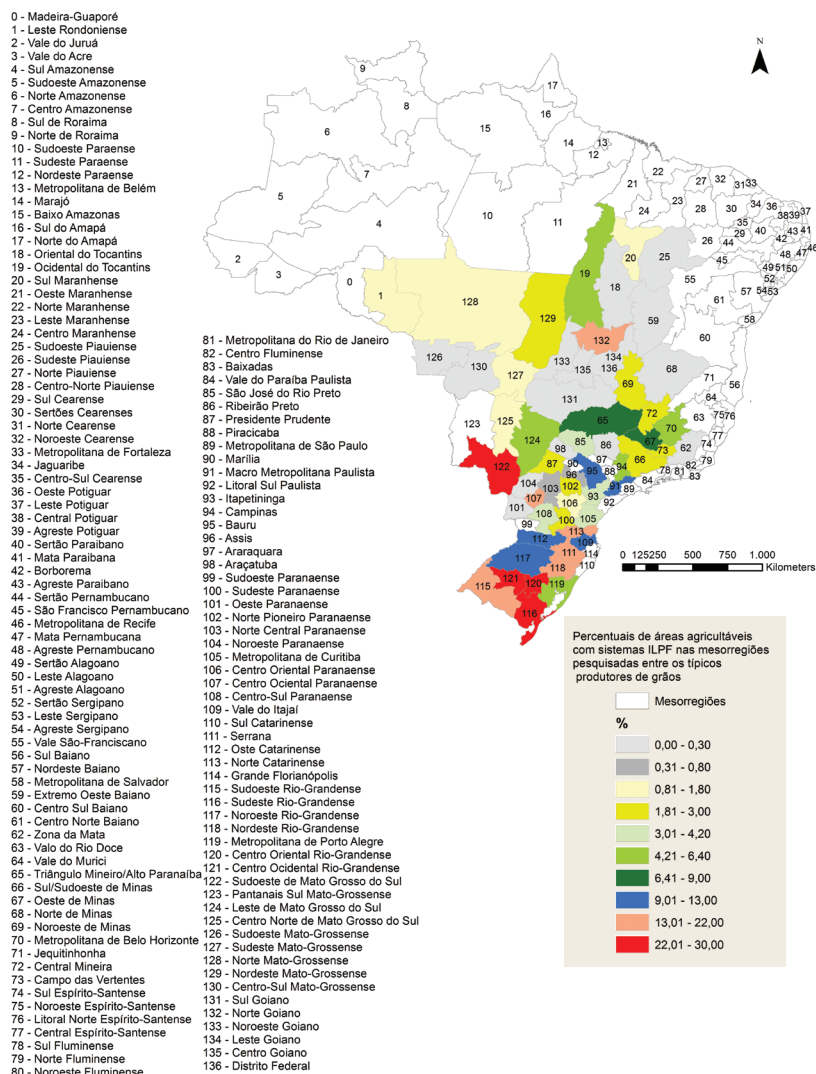 0 - Madeira-Guaporé
1 - Leste Rondoniense
2 - Vale do Juruá
3 - Vale do Acre
4 - Sul Amazonense
5 - Sudoeste Amazonense
6 - Norte Amazonense
7 - Centro Amazonense
8 - Sul de Roraima
9 - Norte de Roraima
10 - Sudoeste Paraense
11 - Sudeste Paraense
12 - Nordeste Paraense
13 - Metropolitana de Belém
14 - Marajó
15 - Baixo Amazonas
16 - Sul do Amapá
17 - Norte do Amapá
18 - Oriental do Tocantins
19 - Ocidental do Tocantins
20 - Sul Maranhense
21 - Oeste Maranhense
22 - Norte Maranhense
23 - Leste Maranhense
24 - Centro Maranhense
25 - Sudoeste Piauiense
26 - Sudeste Piauiense
27 - Norte Piauiense
28 - Centro-Norte Piauiense
29 - Sul Cearense
30 - Sertões Cearenses
31 - Norte Cearense
32 - Noroeste Cearense
33 - Metropolitana de Fortaleza
34 - Jaguaribe
35 - Centro-Sul Cearense
36 - Oeste Potiguar
37 - Leste Potiguar
38 - Central Potiguar
39 - Agreste Potiguar
40 - Sertão Paraibano
41 - Mata Paraibana
42 - Borborema
43 - Agreste Paraibano
44 - Sertão Pernambucano
45 - São Francisco Pernambucano
46 - Metropolitana de Recife
47 - Mata Pernambucana
48 - Agreste Pernambucano
49 - Sertão Alagoano
50 - Leste Alagoano
51 - Agreste Alagoano
52 - Sertão Sergipano
53 - Leste Sergipano
54 - Agreste Sergipano
55 - Vale São-Franciscano
56 - Sul Baiano
57 - Nordeste Baiano
58 - Metropolitana de Salvador
59 - Extremo Oeste Baiano
60 - Centro Sul Baiano
61 - Centro Norte Baiano
62 - Zona da Mata
63 - Valo do Rio Doce
64 - Vale do Murici
65 - Triângulo Mineiro/Alto Paranaíba
66 - Sul/Sudoeste de Minas
67 - Oeste de Minas
68 - Norte de Minas
69 - Noroeste de Minas
70 - Metropolitana de Belo Horizonte
71 - Jequitinhonha
72 - Central Mineira
73 - Campo das Vertentes
74 - Sul Espírito-Santense
75 - Noroeste Espírito-Santense
76 - Litoral Norte Espírito-Santense
77 - Central Espírito-Santense
78 - Sul Fluminense
79 - Norte Fluminense
80 - Noroeste Fluminense
81 - Metropolitana do Rio de Janeiro
82 - Centro Fluminense
83 - Baixadas
84 - Vale do Paraíba Paulista
85 - São José do Rio Preto
86 - Ribeirão Preto
87 - Presidente Prudente
88 - Piracicaba
89 - Metropolitana de São Paulo
90 - Marília
91 - Macro Metropolitana Paulista
92 - Litoral Sul Paulista
93 - Itapetininga
94 - Campinas
95 - Bauru
96 - Assis
97 - Araraquara
98 - Araçatuba
99 - Sudoeste Paranaense
100 - Sudeste Paranaense
101 - Oeste Paranaense
102 - Norte Pioneiro Paranaense
103 - Norte Central Paranaense
104 - Noroeste Paranaense
105 - Metropolitana de Curitiba
106 - Centro Oriental Paranaense
107 - Centro Ociental Paranaense
108 - Centro-Sul Paranaense
109 - Vale do Itajaí
110 - Sul Catarinense
111 - Serrana
112 - Oste Catarinense
113 - Norte Catarinense
114 - Grande Florianópolis
115 - Sudoeste Rio-Grandense
116 - Sudeste Rio-Grandense
117 - Noroeste Rio-Grandense
118 - Nordeste Rio-Grandense
119 - Metropolitana de Porto Alegre
120 - Centro Oriental Rio-Grandense
121 - Centro Ocidental Rio-Grandense
122 - Sudoeste de Mato Grosso do Sul
123 - Pantanais Sul Mato-Grossense
124 - Leste de Mato Grosso do Sul
125 - Centro Norte de Mato Grosso do Sul
126 - Sudoeste Mato-Grossense
127 - Sudeste Mato-Grossense
128 - Norte Mato-Grossense
129 - Nordeste Mato-Grossense
130 - Centro-Sul Mato-Grossense
131 - Sul Goiano
132 - Norte Goiano
133 - Noroeste Goiano
134 - Leste Goiano
135 - Centro Goiano
136 - Distrito Federal
N
0 125250 500 750 1.000
Kilometers
Percentuais de áreas agricultáveis
com sistemas ILPF nas mesorregiões
pesquisadas entre os típicos
produtores de grãos
Mesorregiões
%
0,00 - 0,30
0,31 - 0,80
0,81 - 1,80
1,81 - 3,00
3,01 - 4,20
4,21 - 6,40
6,41 - 9,00
9,01 - 13,00
13,01 - 22,00
22,01 - 30,00